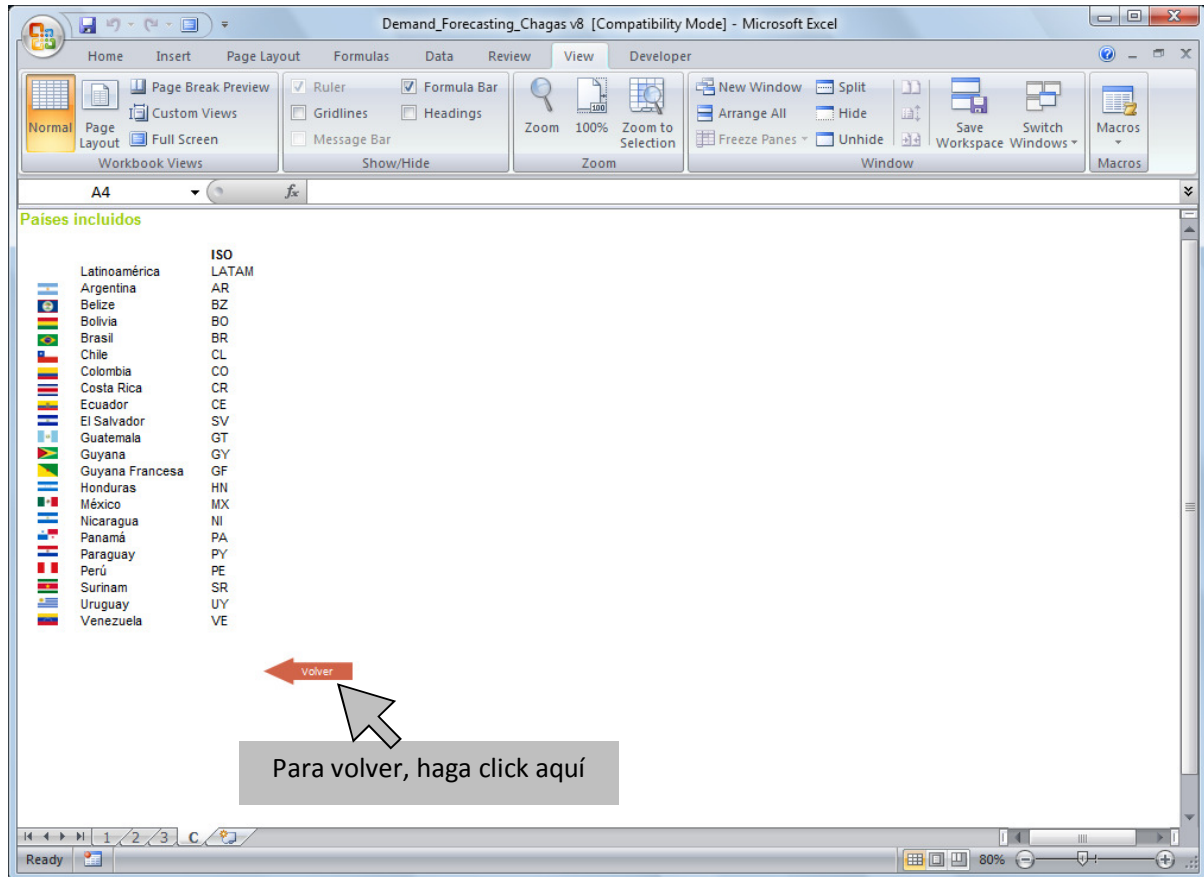 Demand_Forecasting_Chagas v8 [Compatibility Mode] - Microsoft Excel
Home Insert Page Layout Formulas Data Review View Developer
Normal
Page Layout
Page Break Preview
Custom Views
Full Screen
Workbook Views
Ruler
Gridlines
Message Bar
Formula Bar
Headings
Show/Hide
Zoom
100%
Zoom to Selection
Zoom
New Window
Arrange All
Freeze Panes
Split
Hide
Unhide
Save Workspace
Switch Windows
Window
Macros
Macros
A4 fx
Países incluidos
ISO
Latinoamérica LATAM
Argentina AR
Belize BZ
Bolivia BO
Brasil BR
Chile CL
Colombia CO
Costa Rica CR
Ecuador CE
El Salvador SV
Guatemala GT
Guyana GY
Guyana Francesa GF
Honduras HN
México MX
Nicaragua NI
Panamá PA
Paraguay PY
Perú PE
Surinam SR
Uruguay UY
Venezuela VE
Volver
Para volver, haga click aquí
1 2 3 C
Ready 80%